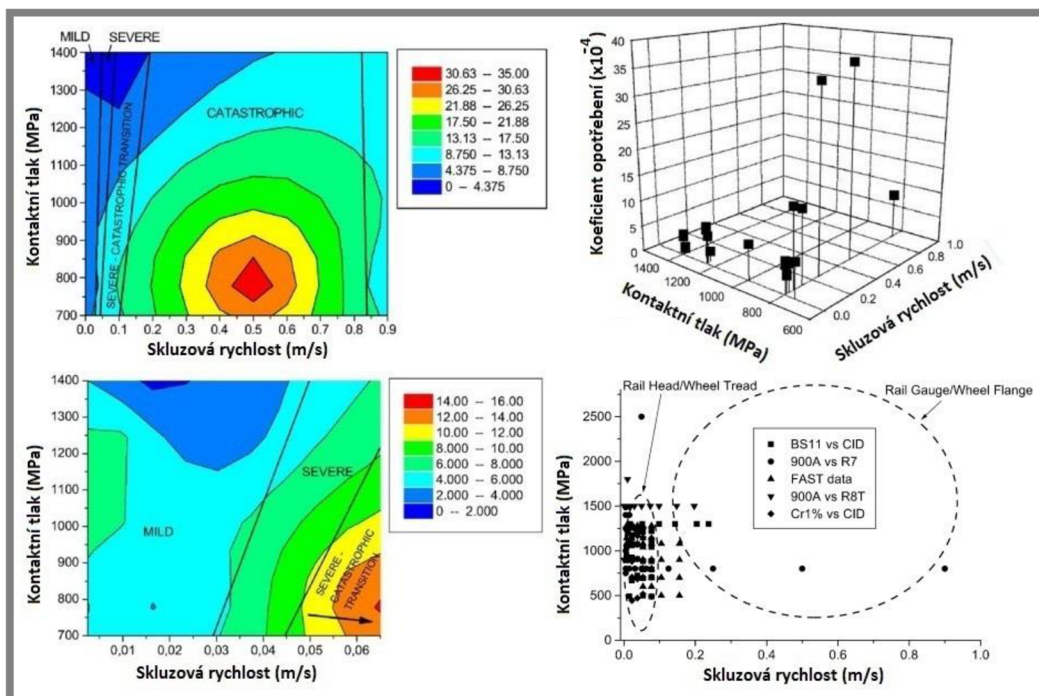 MILD SEVERE
1400
1300
1200
1100
1000
900
800
700
Kontaktní tlak (MPa)
CATASTROPHIC
SEVERE - CATASTROPHIC TRANSITION
0.0 0.1 0.2 0.3 0.4 0.5 0.6 0.7 0.8 0.9
Skluzová rychlost (m/s)
30.63 -- 35.00
26.25 -- 30.63
21.88 -- 26.25
17.50 -- 21.88
13.13 -- 17.50
8.750 -- 13.13
4.375 -- 8.750
0 -- 4.375
Koeficient opotřebení (x10-4)
40
35
30
25
20
15
10
5
0
1400
1200
1000
800
600
Kontaktní tlak (MPa)
0.0
0.2
0.4
0.6
0.8
1.0
Skluzová rychlost (m/s)
1400
1300
1200
1100
1000
900
800
700
Kontaktní tlak (MPa)
MILD
SEVERE
SEVERE -
CATASTROPHIC
TRANSITION
0,01 0,02 0,03 0,04 0,05 0,06
Skluzová rychlost (m/s)
14.00 -- 16.00
12.00 -- 14.00
10.00 -- 12.00
8.000 -- 10.00
6.000 -- 8.000
4.000 -- 6.000
2.000 -- 4.000
0 -- 2.000
Rail Head/Wheel Tread
Rail Gauge/Wheel Flange
BS11 vs CID
900A vs R7
FAST data
900A vs R8T
Cr1% vs CID
2500
2000
1500
1000
500
0
Kontaktní tlak (MPa)
0.0 0.2 0.4 0.6 0.8 1.0
Skluzová rychlost (m/s)